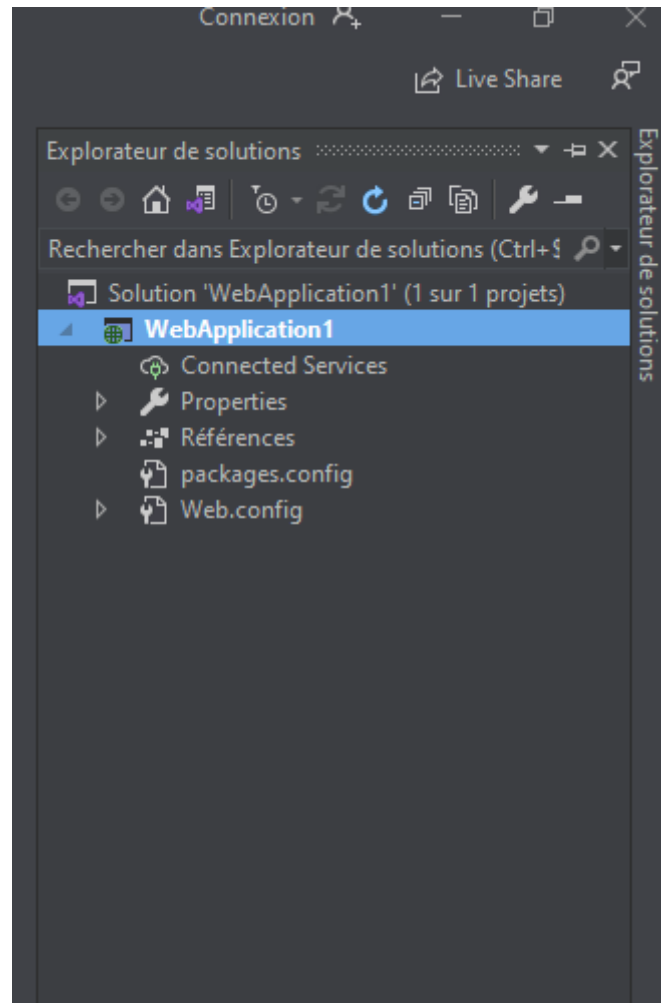 Connexion
Live Share
Explorateur de solutions
Rechercher dans Explorateur de solutions (Ctrl+$
Solution 'WebApplication1' (1 sur 1 projets)
WebApplication1
Connected Services
Properties
Références
packages.config
Web.config
Explorateur de solutions